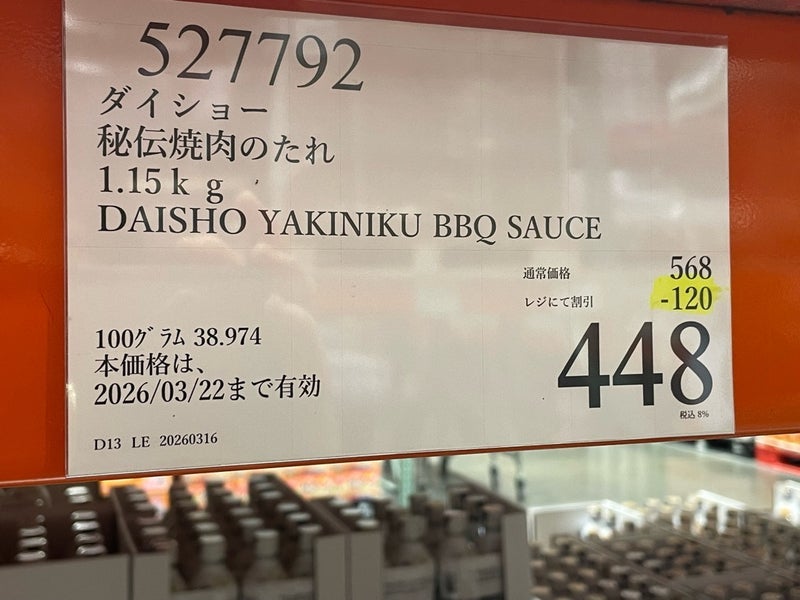 527792
ダイショー
秘伝焼肉のたれ
1.15ｋｇ
DAISHO YAKINIKU BBQ SAUCE
通常価格 568
レジにて割引 -120
448
税込 8%
100ｸﾞﾗﾑ 38.974
本価格は、
2026/03/22まで有効
D13 LE 20260316